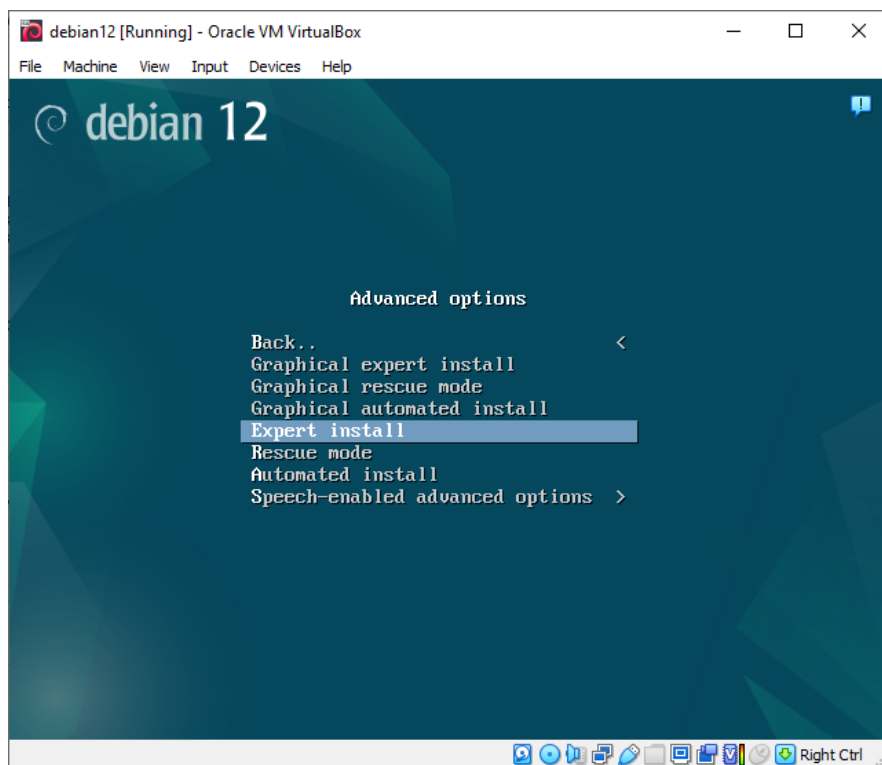 debian12 [Running] - Oracle VM VirtualBox
File Machine View Input Devices Help
debian 12
Advanced options
Back.. <
Graphical expert install
Graphical rescue mode
Graphical automated install
Expert install
Rescue mode
Automated install
Speech-enabled advanced options >
Right Ctrl